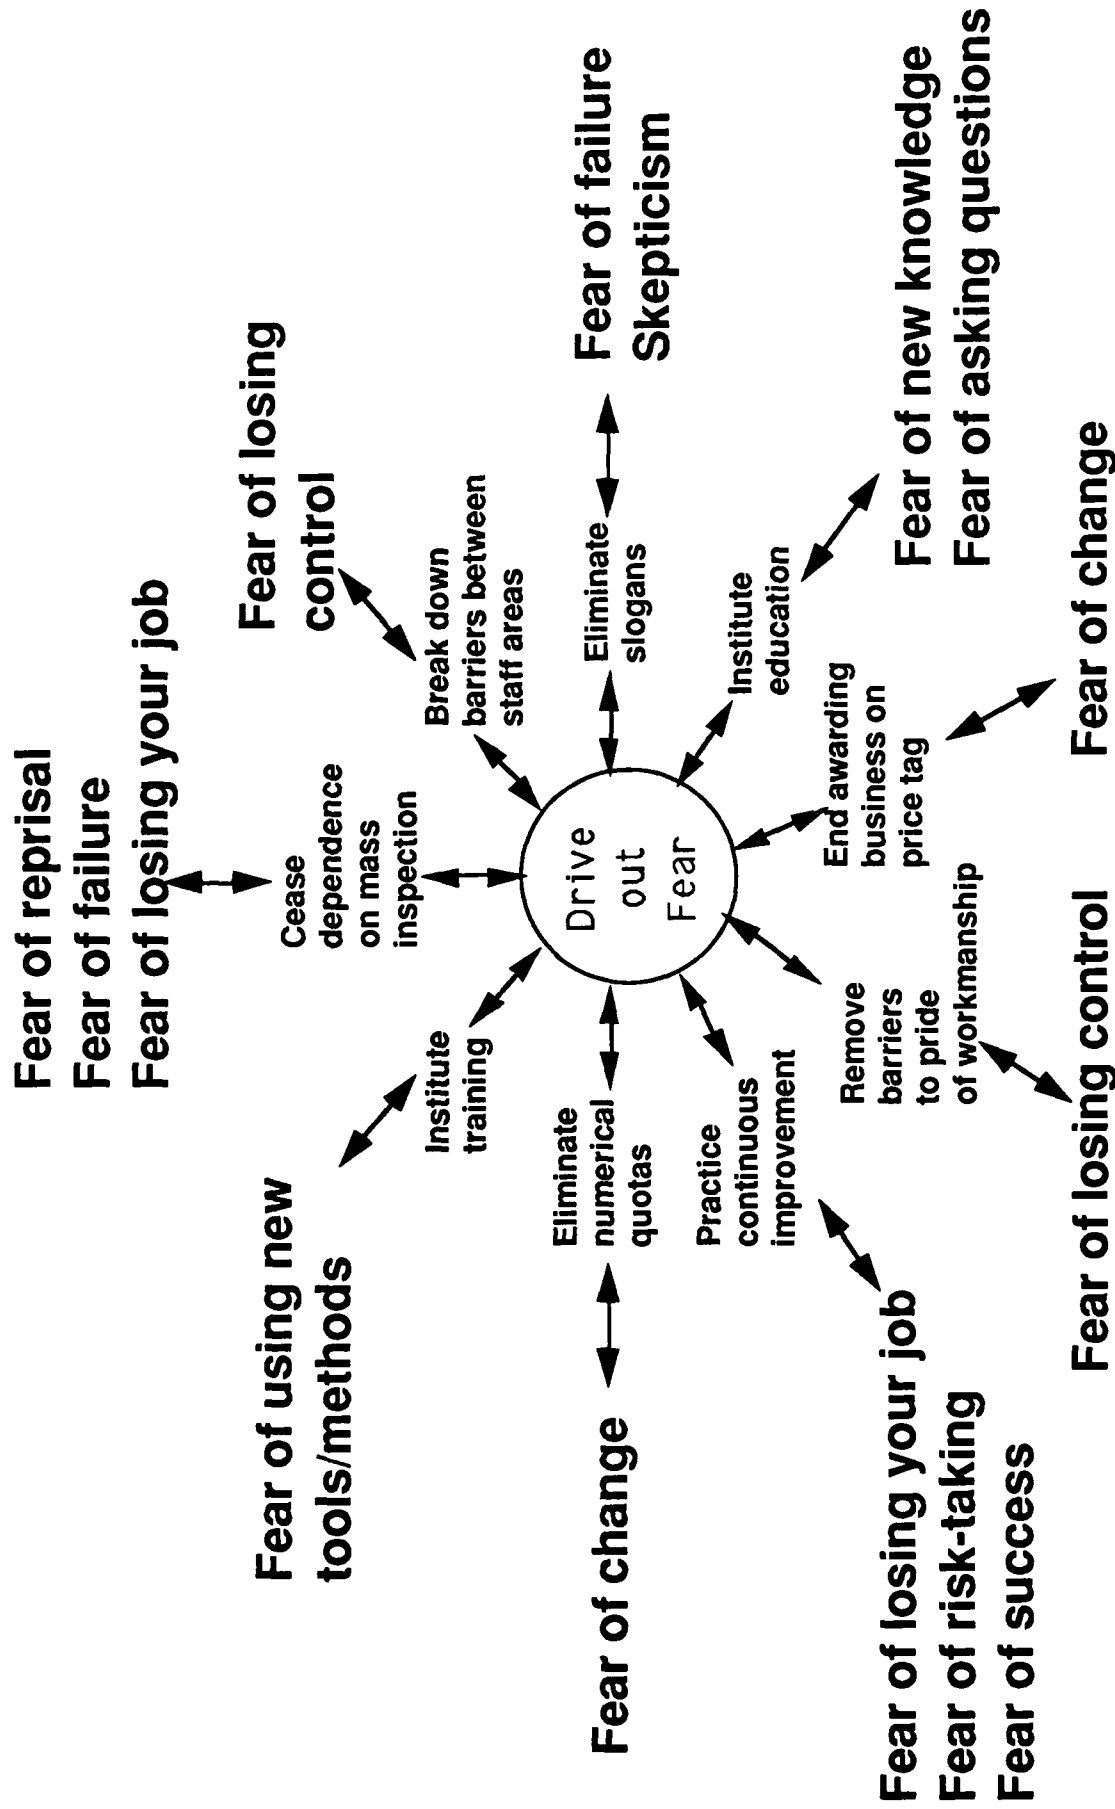 Fear of reprisal
Fear of failure
Fear of losing your job
Fear of using new
tools/methods
Fear of losing
control
Cease
dependence
on mass
inspection
Institute
training
Break down
barriers between
staff areas
Eliminate
numerical
quotas
Drive
out
Fear
Eliminate
slogans
Fear of change
Fear of failure
Skepticism
Practice
continuous
improvement
Institute
education
Remove
barriers
to pride
of workmanship
End awarding
business on
price tag
Fear of losing your job
Fear of risk-taking
Fear of success
Fear of new knowledge
Fear of asking questions
Fear of losing control
Fear of change